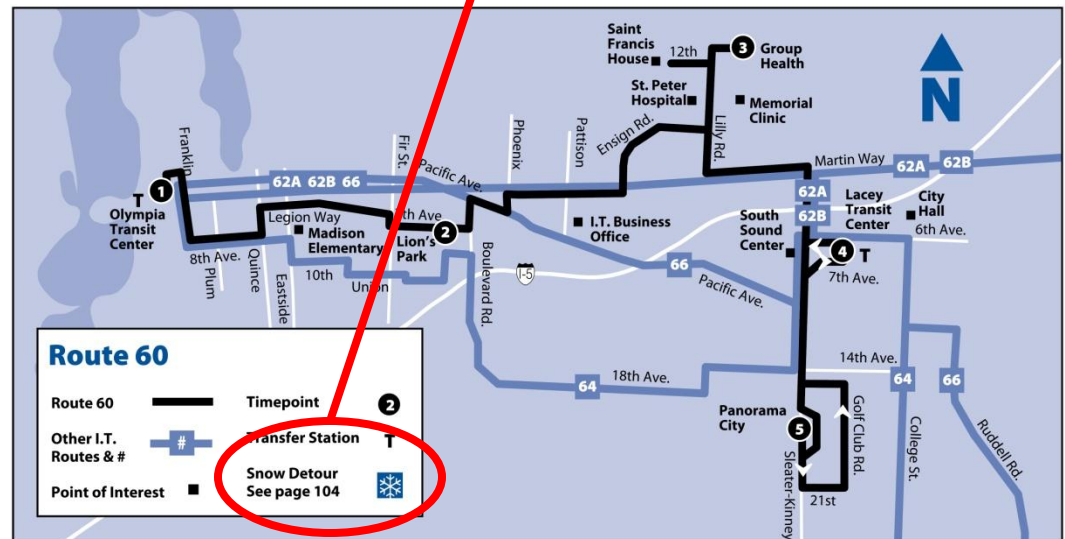 Saint
Francis
House
12th
3
Group
Health
St. Peter
Hospital
Memorial
Clinic
N
Ensign Rd.
Lilly Rd.
Franklin
Fir St.
Phoenix
Pattison
Pacific Ave.
Martin Way
62A
62B
62A 62B 66
62A
62B
1
T
Olympia
Transit
Center
Legion Way
Madison
Elementary
Lion's
Park
2
I.T. Business
Office
South
Sound
Center
Lacey
Transit
Center
City
Hall
6th Ave.
4
T
7th Ave.
8th Ave.
Plum
Quince
Eastside
10th
Union
Boulevard Rd.
I-5
66
Pacific Ave.
14th Ave.
18th Ave.
64
64
66
Panorama
City
5
Golf Club Rd.
College St.
Ruddell Rd.
Sleater-Kinney
21st
Route 60
Route 60
Timepoint
2
Other I.T.
Routes & #
#
Transfer Station
T
Point of Interest
Snow Detour
See page 104